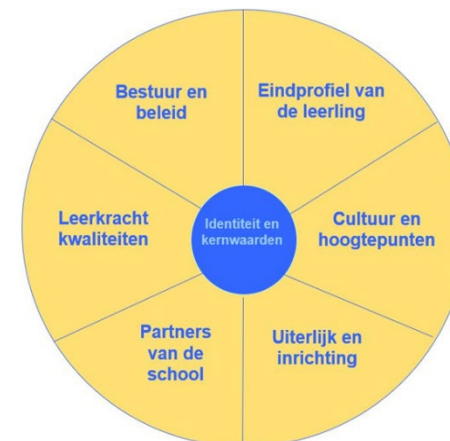 Bestuur en
beleid
Eindprofiel van
de leerling
Leerkracht
kwaliteiten
Identiteit en
kernwaarden
Cultuur en
hoogtepunten
Partners
van de
school
Uiterlijk en
inrichting